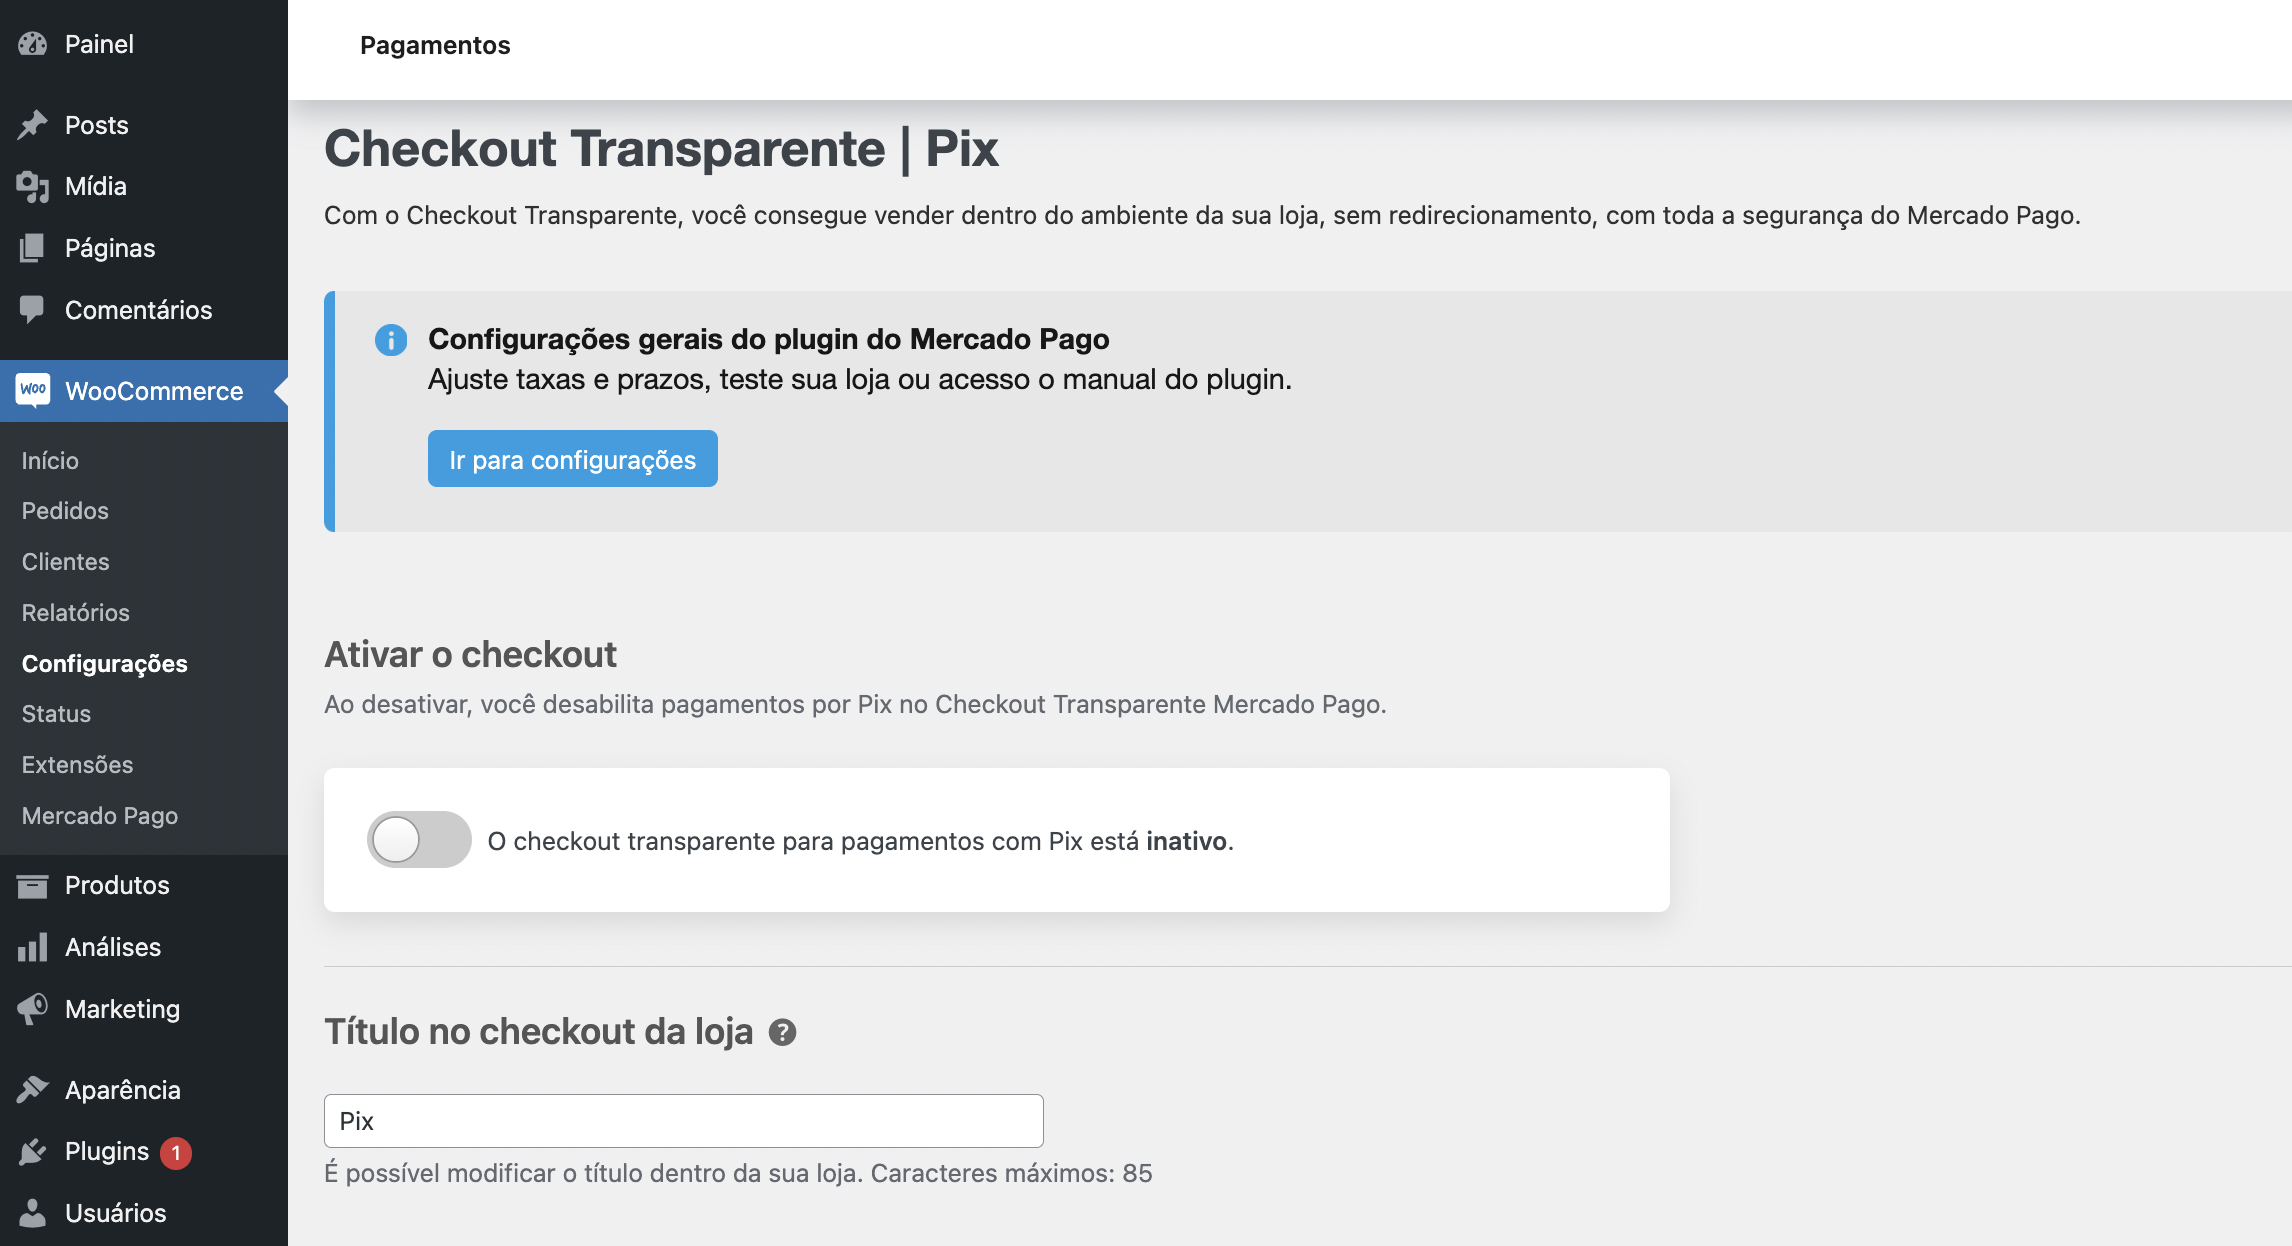 Painel
Posts
Mídia
Páginas
Comentários
Woo WooCommerce
Início
Pedidos
Clientes
Relatórios
Configurações
Status
Extensões
Mercado Pago
Produtos
Análises
Marketing
Aparência
Plugins 1
Usuários
Pagamentos
Checkout Transparente | Pix
Com o Checkout Transparente, você consegue vender dentro do ambiente da sua loja, sem redirecionamento, com toda a segurança do Mercado Pago.
Configurações gerais do plugin do Mercado Pago
Ajuste taxas e prazos, teste sua loja ou acesso o manual do plugin.
Ir para configurações
Ativar o checkout
Ao desativar, você desabilita pagamentos por Pix no Checkout Transparente Mercado Pago.
O checkout transparente para pagamentos com Pix está inativo.
Título no checkout da loja ?
Pix
É possível modificar o título dentro da sua loja. Caracteres máximos: 85